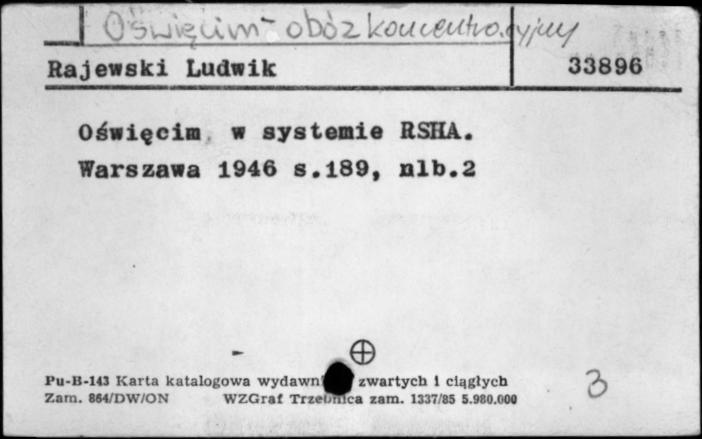 Oświęcim - obóz koncentracyjny
Rajewski Ludwik 33896
Oświęcim w systemie RSHA.
Warszawa 1946 s.189, nlb.2
Pu-B-143 Karta katalogowa wydawn zwartych i ciągłych
Zam. 864/DW/ON WZGraf Trzebnica zam. 1337/85 5.980.000
3